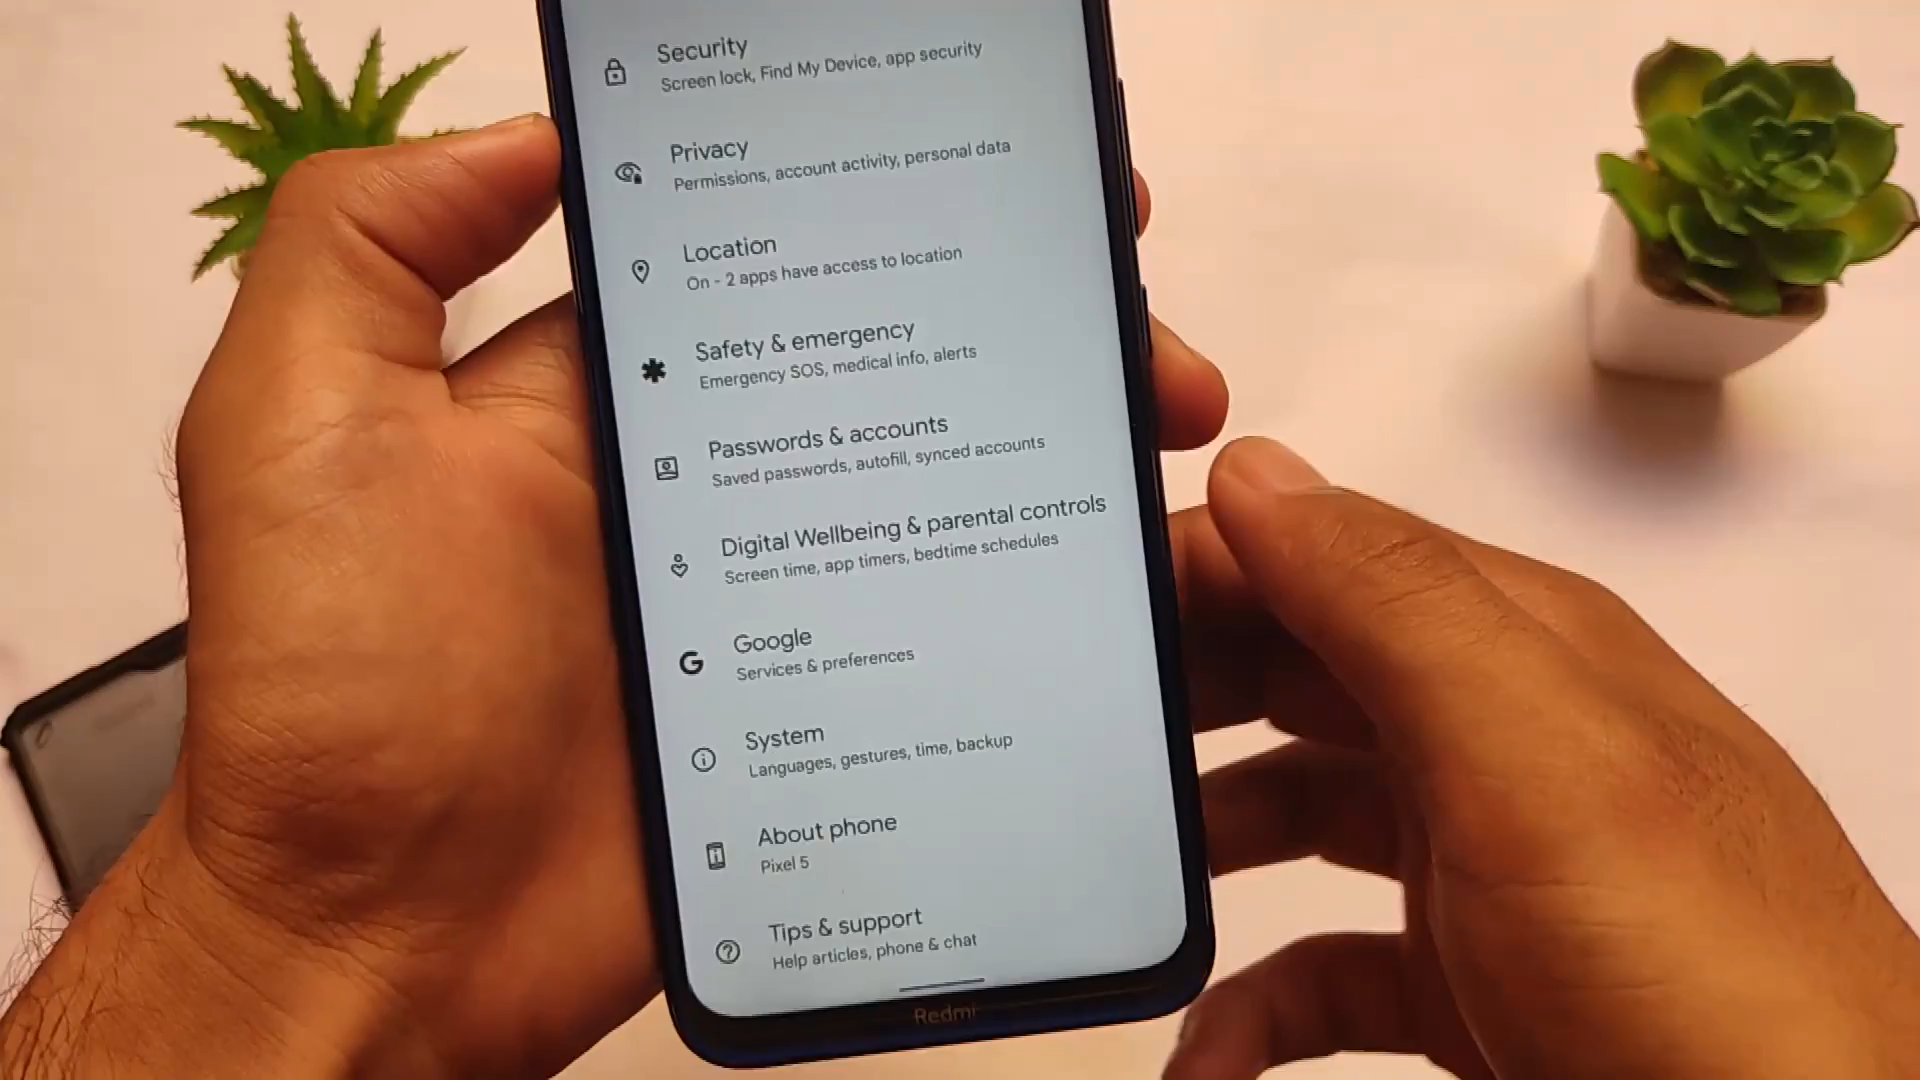 Security
Screen lock, Find My Device, app security
Privacy
Permissions, account activity, personal data
Location
On - 2 apps have access to location
Safety & emergency
Emergency SOS, medical info, alerts
Passwords & accounts
Saved passwords, autofill, synced accounts
Digital Wellbeing & parental controls
Screen time, app timers, bedtime schedules
Google
Services & preferences
System
Languages, gestures, time, backup
About phone
Pixel 5
Tips & support
Help articles, phone & chat
Redmi